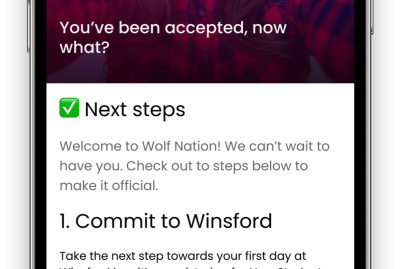 You’ve been accepted, now
what?
✅ Next steps
Welcome to Wolf Nation! We can’t wait to
have you. Check out to steps below to
make it official.
1. Commit to Winsford
Take the next step towards your first day at